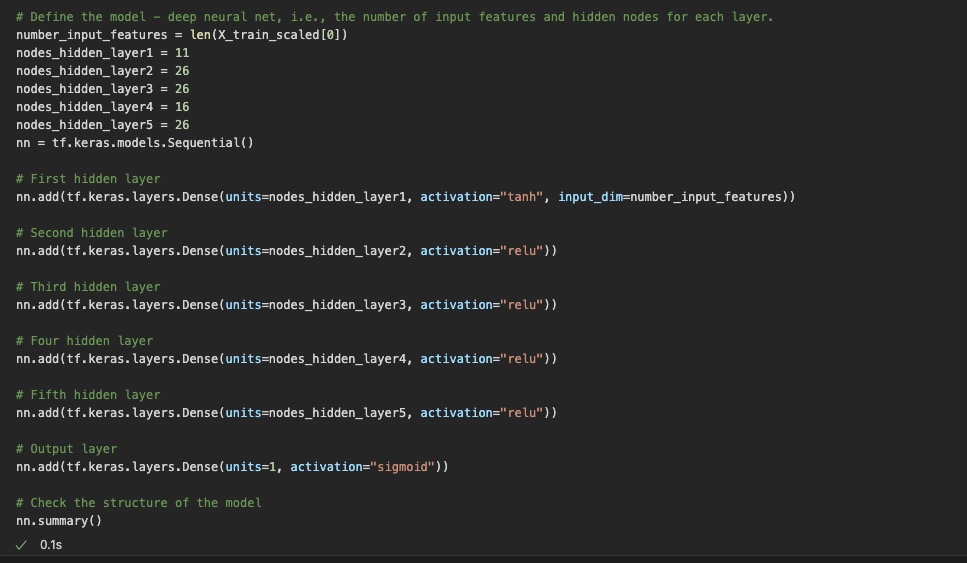 # Define the model - deep neural net, i.e., the number of input features and hidden nodes for each layer.
number_input_features = len(X_train_scaled[0])
nodes_hidden_layer1 = 11
nodes_hidden_layer2 = 26
nodes_hidden_layer3 = 26
nodes_hidden_layer4 = 16
nodes_hidden_layer5 = 26
nn = tf.keras.models.Sequential()

# First hidden layer
nn.add(tf.keras.layers.Dense(units=nodes_hidden_layer1, activation="tanh", input_dim=number_input_features))

# Second hidden layer
nn.add(tf.keras.layers.Dense(units=nodes_hidden_layer2, activation="relu"))

# Third hidden layer
nn.add(tf.keras.layers.Dense(units=nodes_hidden_layer3, activation="relu"))

# Four hidden layer
nn.add(tf.keras.layers.Dense(units=nodes_hidden_layer4, activation="relu"))

# Fifth hidden layer
nn.add(tf.keras.layers.Dense(units=nodes_hidden_layer5, activation="relu"))

# Output layer
nn.add(tf.keras.layers.Dense(units=1, activation="sigmoid"))

# Check the structure of the model
nn.summary()
✓ 0.1s